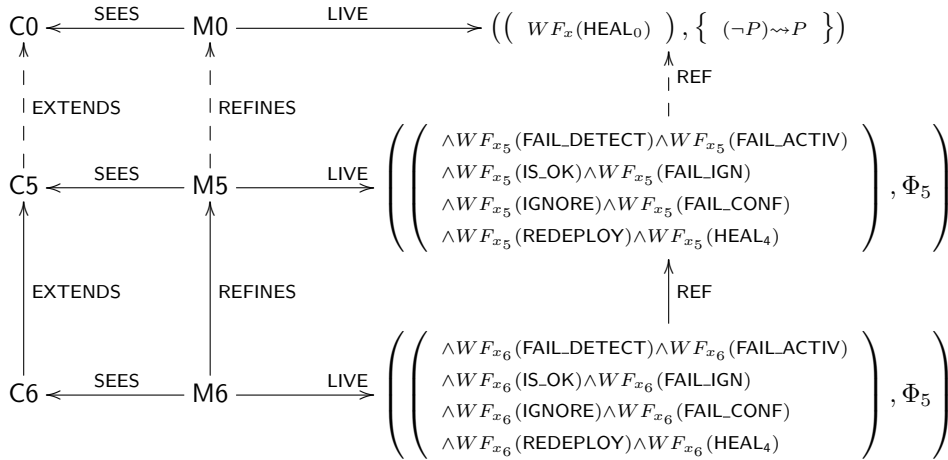 C0 SEES M0 LIVE ((( WF_x(HEAL_0) ), { (¬P)⇝P }))
EXTENDS REFINES REF
∧WF_{x_5}(FAIL_DETECT)∧WF_{x_5}(FAIL_ACTIV)
∧WF_{x_5}(IS_OK)∧WF_{x_5}(FAIL_IGN)
C5 SEES M5 LIVE , Φ_5
∧WF_{x_5}(IGNORE)∧WF_{x_5}(FAIL_CONF)
∧WF_{x_5}(REDEPLOY)∧WF_{x_5}(HEAL_4)
EXTENDS REFINES REF
∧WF_{x_6}(FAIL_DETECT)∧WF_{x_6}(FAIL_ACTIV)
∧WF_{x_6}(IS_OK)∧WF_{x_6}(FAIL_IGN)
C6 SEES M6 LIVE , Φ_5
∧WF_{x_6}(IGNORE)∧WF_{x_6}(FAIL_CONF)
∧WF_{x_6}(REDEPLOY)∧WF_{x_6}(HEAL_4)